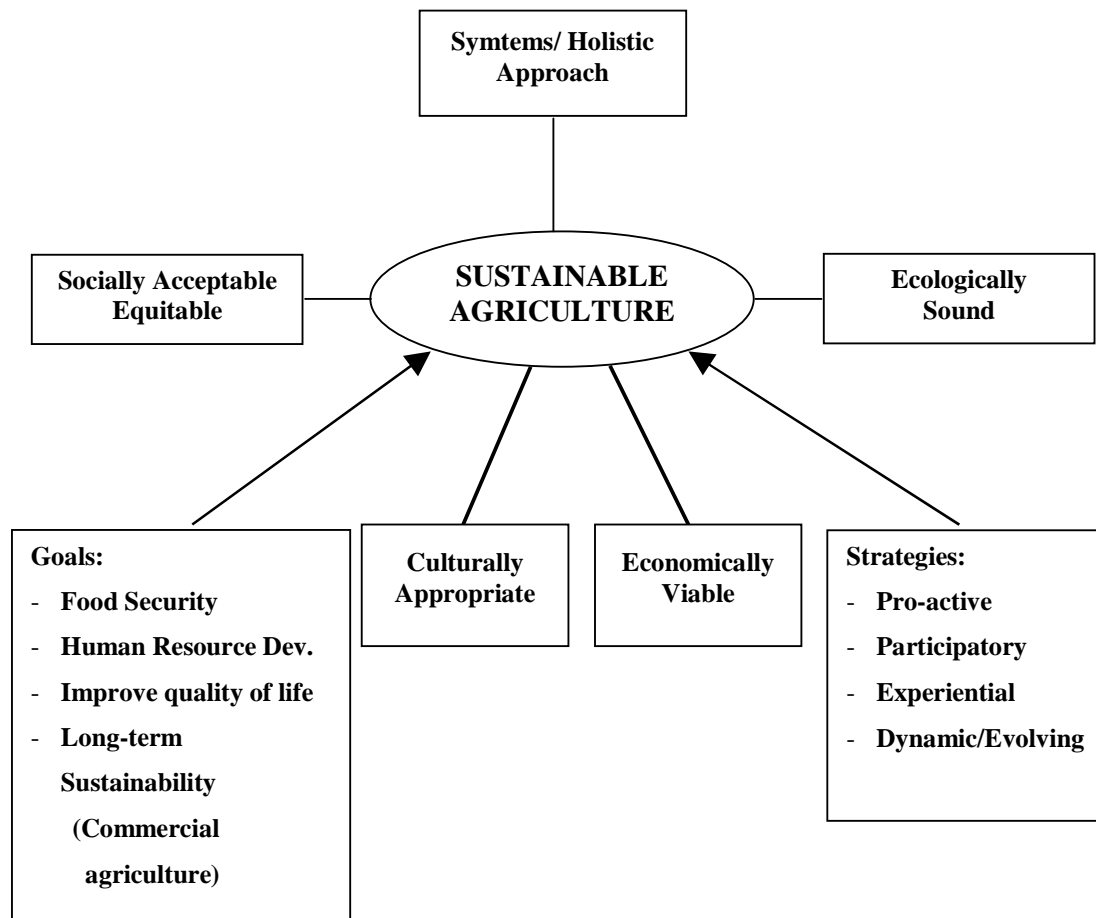 Symtems/ Holistic
Approach
Socially Acceptable
Equitable
SUSTAINABLE
AGRICULTURE
Ecologically
Sound
Goals:
- Food Security
- Human Resource Dev.
- Improve quality of life
- Long-term
Sustainability
(Commercial
agriculture)
Culturally
Appropriate
Economically
Viable
Strategies:
- Pro-active
- Participatory
- Experiential
- Dynamic/Evolving